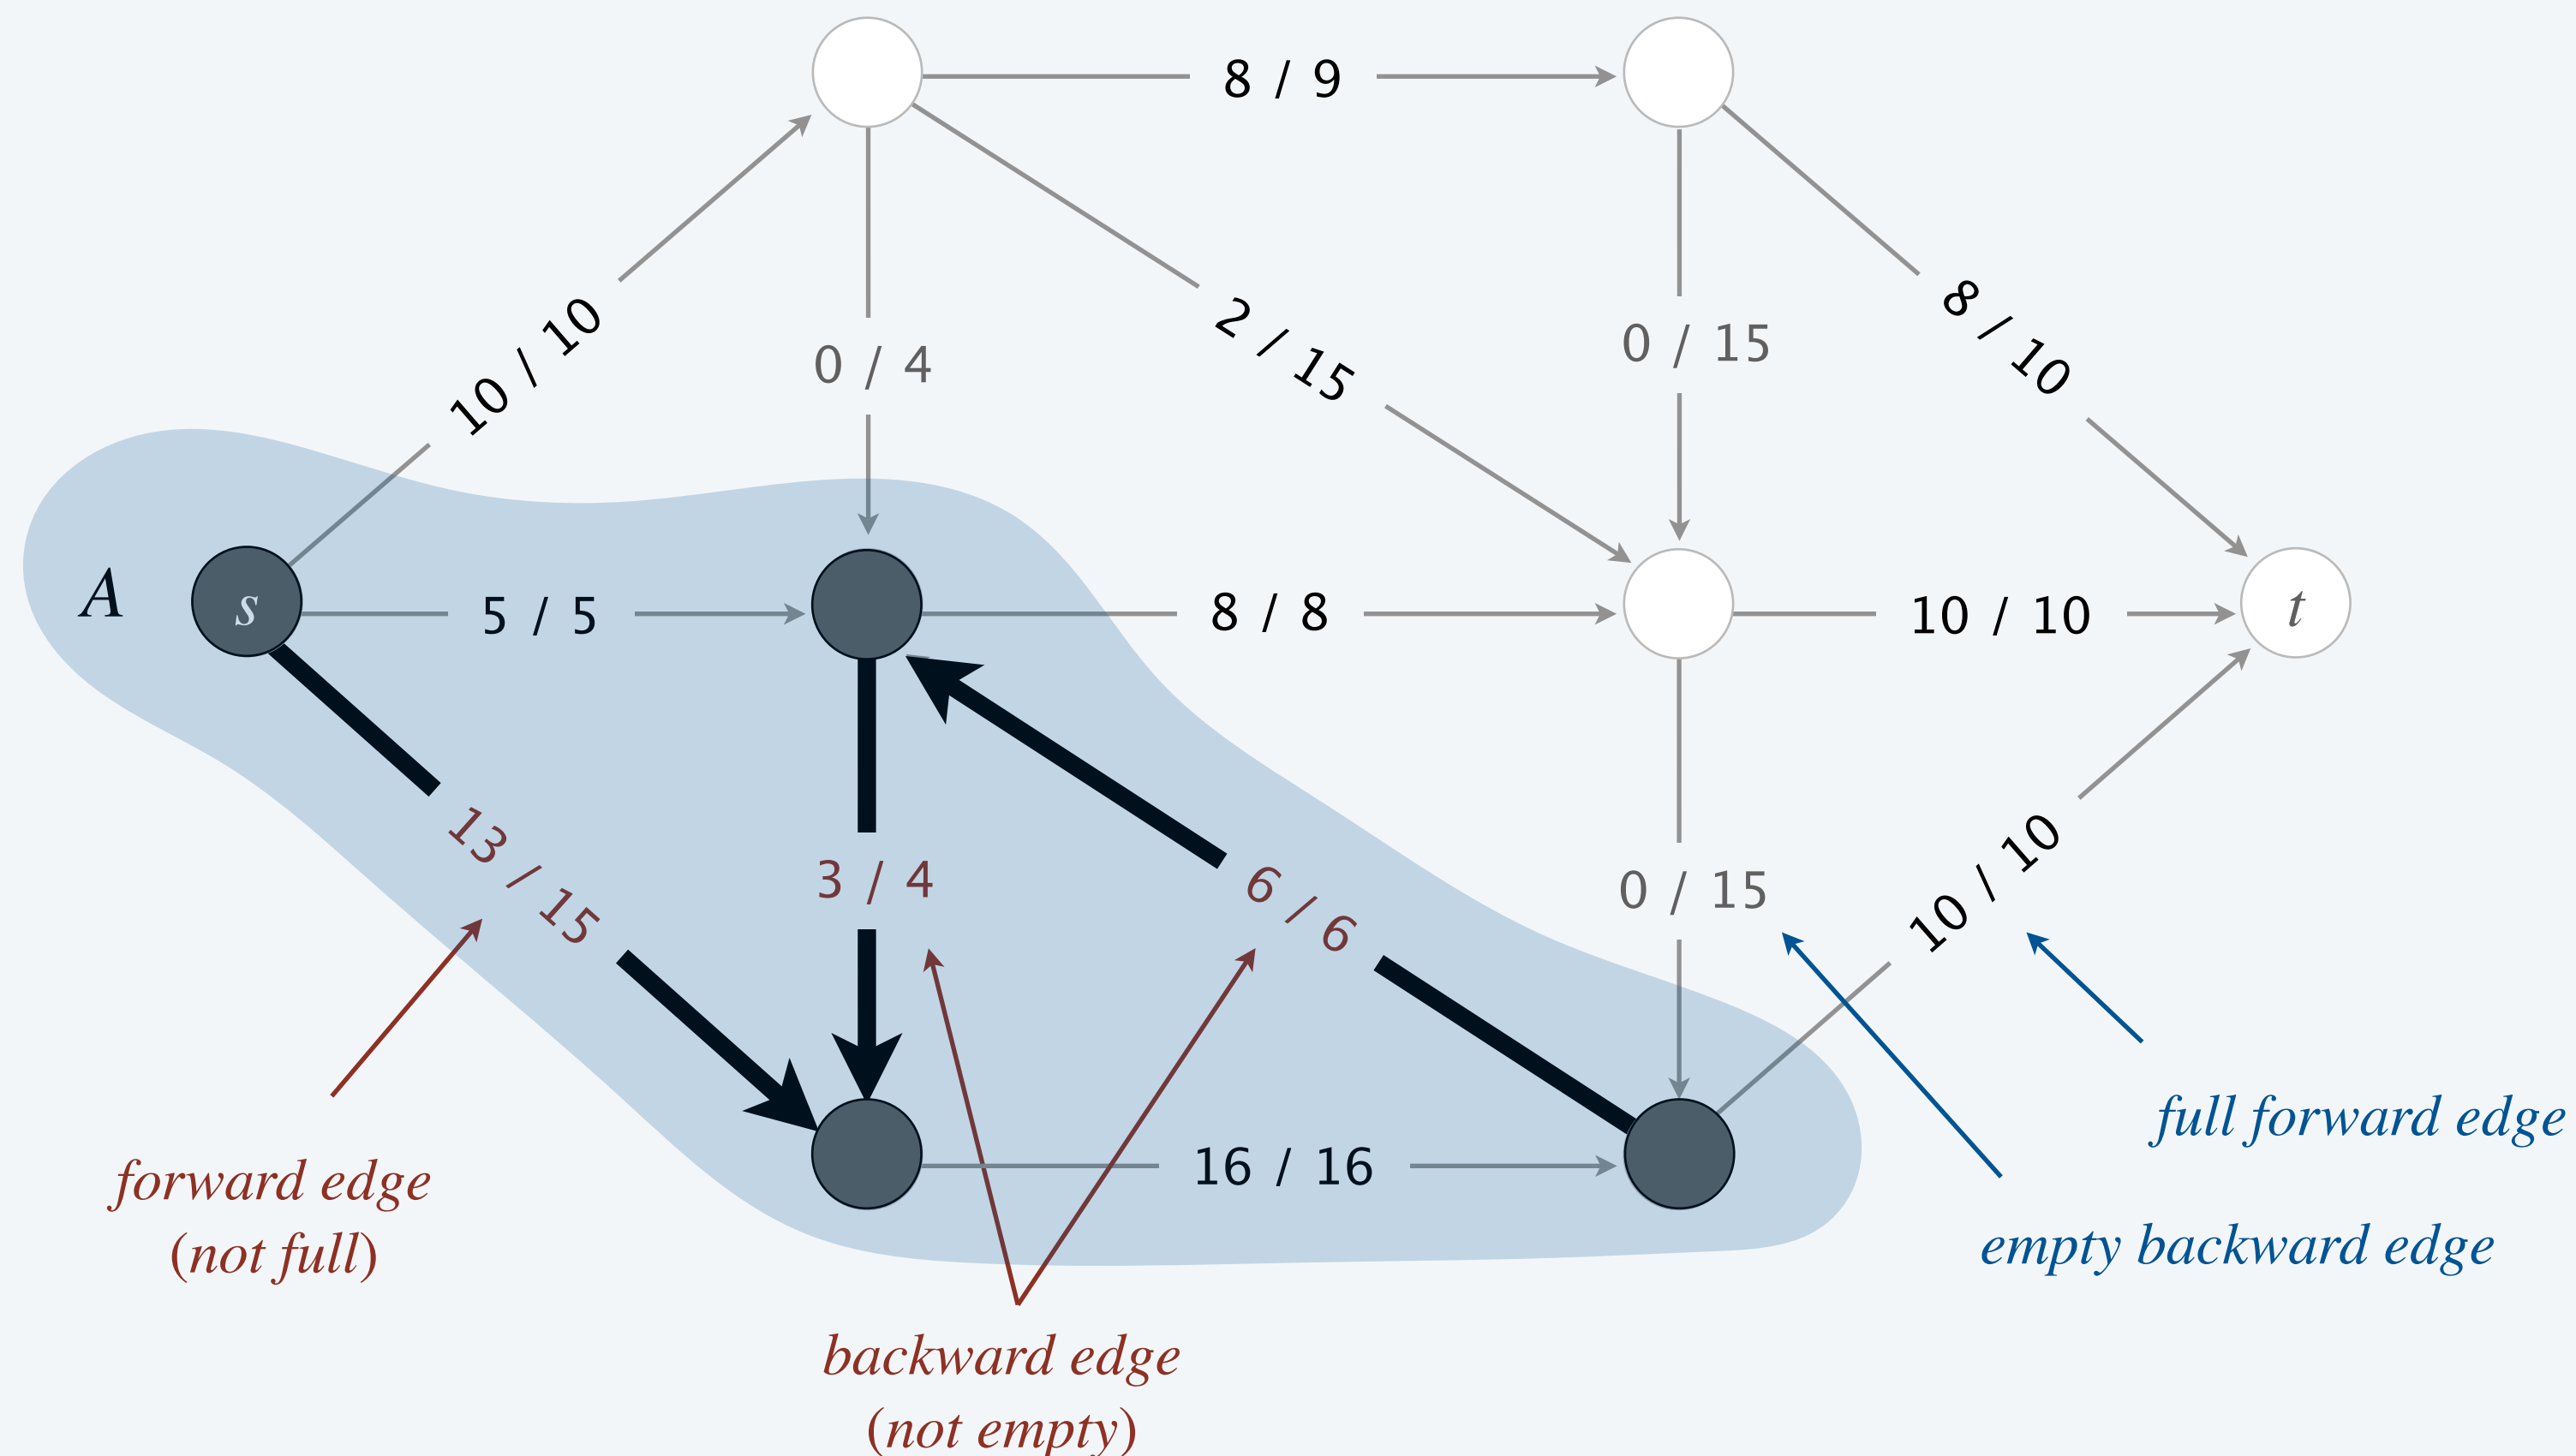 8 / 9
10 / 10
0 / 4
2 / 15
0 / 15
8 / 10
A
s
5 / 5
8 / 8
10 / 10
t
13 / 15
3 / 4
6 / 6
0 / 15
10 / 10
16 / 16
full forward edge
empty backward edge
forward edge
(not full)
backward edge
(not empty)